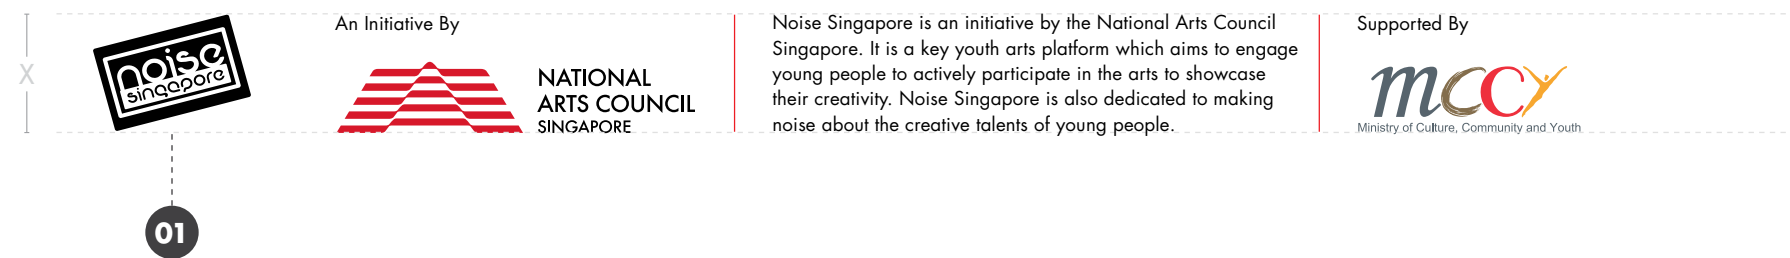 X
noise
singapore
01
An Initiative By
NATIONAL
ARTS COUNCIL
SINGAPORE
Noise Singapore is an initiative by the National Arts Council
Singapore. It is a key youth arts platform which aims to engage
young people to actively participate in the arts to showcase
their creativity. Noise Singapore is also dedicated to making
noise about the creative talents of young people.
Supported By
mccy
Ministry of Culture, Community and Youth